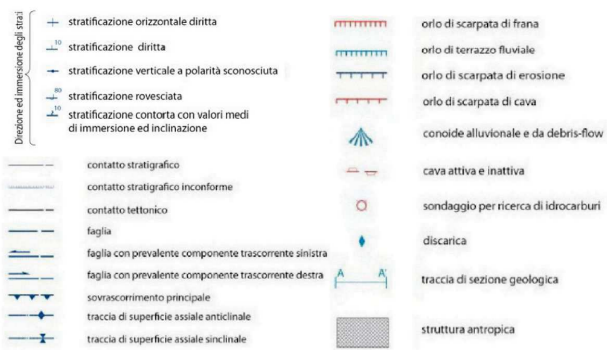 Direzione ed immersione degli strati
stratificazione orizzontale diritta
10
stratificazione diritta
stratificazione verticale a polarità sconosciuta
80
stratificazione rovesciata
10
stratificazione contorta con valori medi
di immersione ed inclinazione
contatto stratigrafico
contatto stratigrafico inconforme
contatto tettonico
faglia
faglia con prevalente componente trascorrente sinistra
faglia con prevalente componente trascorrente destra
sovrascorrimento principale
traccia di superficie assiale anticlinale
traccia di superficie assiale sinclinale
orlo di scarpata di frana
orlo di terrazzo fluviale
orlo di scarpata di erosione
orlo di scarpata di cava
conoide alluvionale e da debris-flow
cava attiva e inattiva
sondaggio per ricerca di idrocarburi
discarica
A A'
traccia di sezione geologica
struttura antropica